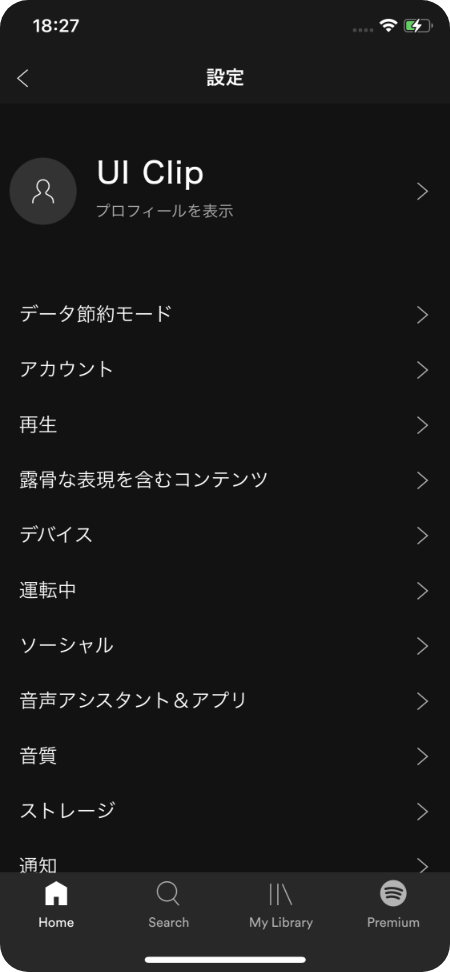 18:27
設定
UI Clip
プロフィールを表示
データ節約モード
アカウント
再生
露骨な表現を含むコンテンツ
デバイス
運転中
ソーシャル
音声アシスタント＆アプリ
音質
ストレージ
通知
Home Search My Library Premium